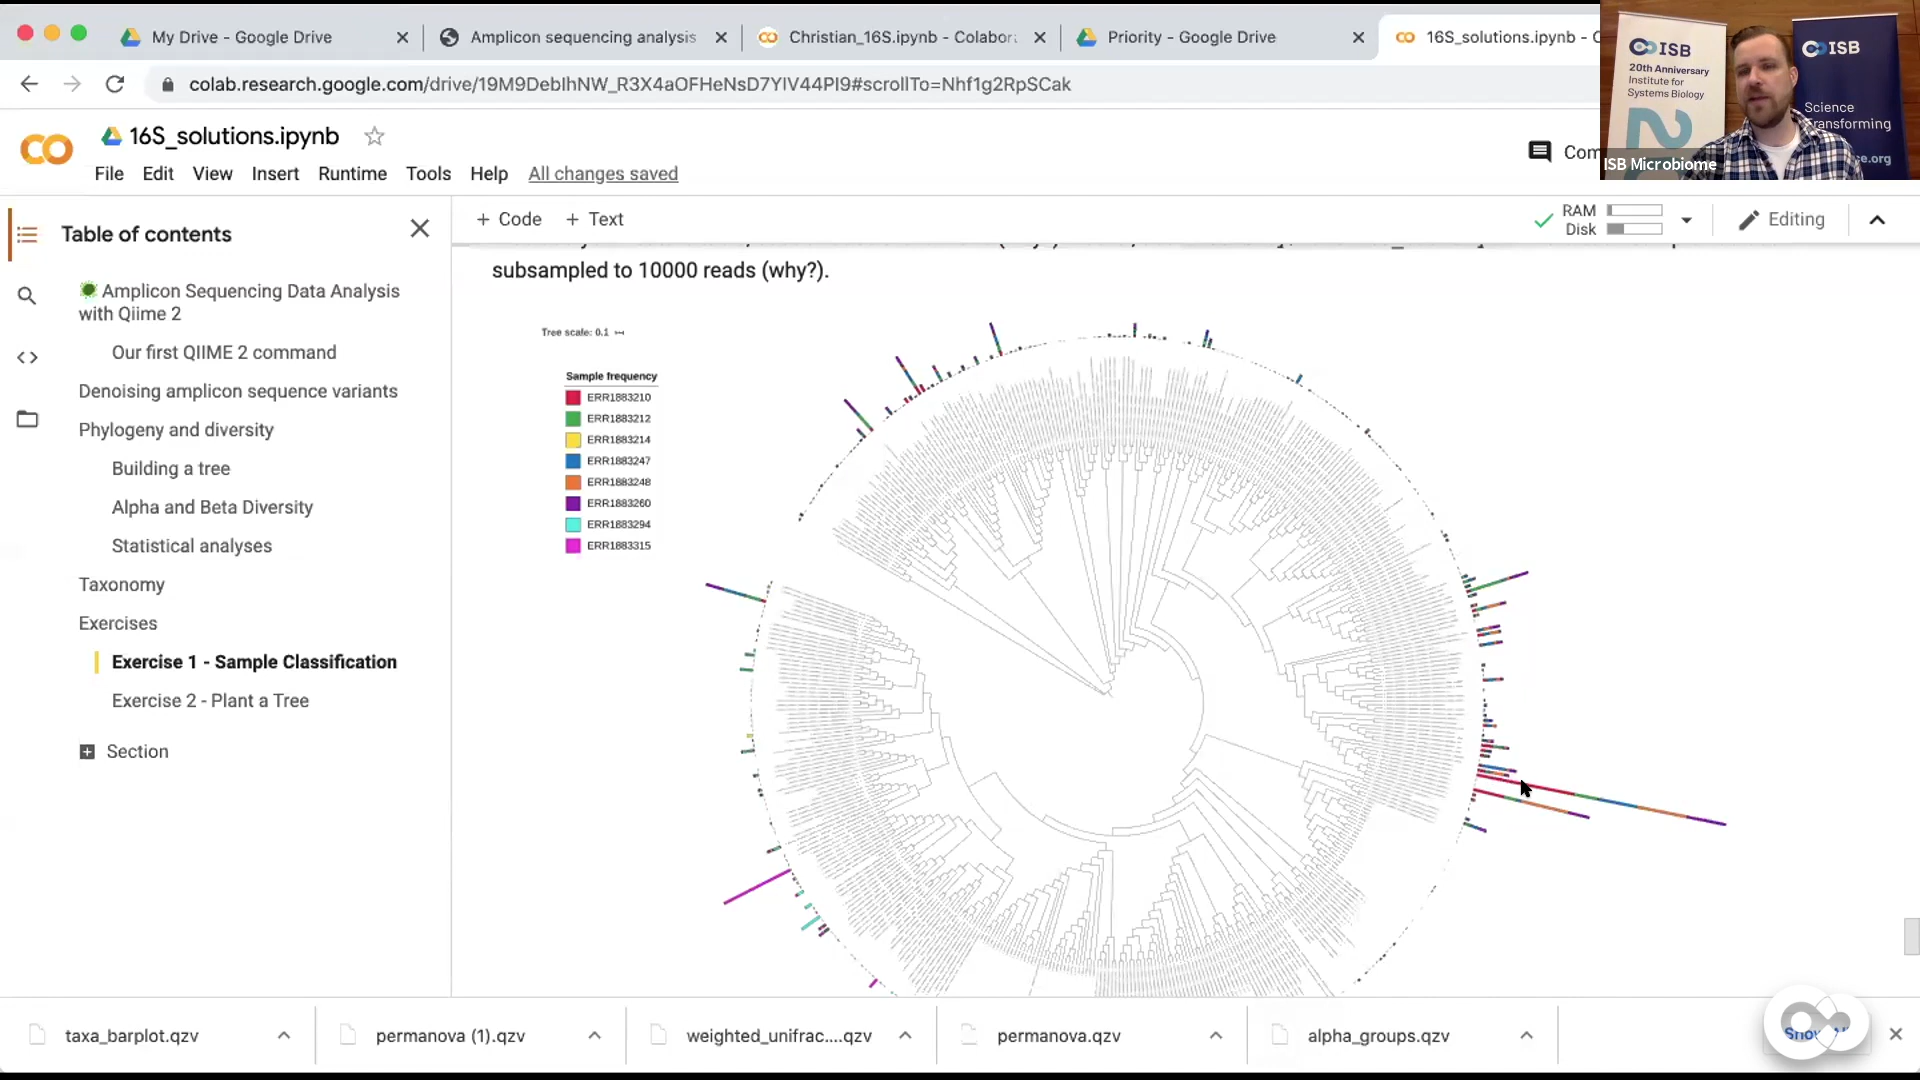 My Drive - Google Drive
Amplicon sequencing analysis
Christian_16S.ipynb - Colabor
Priority - Google Drive
16S_solutions.ipynb - C
colab.research.google.com/drive/19M9DeblhNW_R3X4aOFHeNsD7YlV44Pl9#scrollTo=Nhf1g2RpSCak
ISB
20th Anniversary
Institute for
Systems Biology
ISB
Science
ISB Microbiome
16S_solutions.ipynb
File Edit View Insert Runtime Tools Help All changes saved
Com
Table of contents
+ Code + Text
RAM
Disk
Editing
Amplicon Sequencing Data Analysis
with Qiime 2
Our first QIIME 2 command
Denoising amplicon sequence variants
Phylogeny and diversity
Building a tree
Alpha and Beta Diversity
Statistical analyses
Taxonomy
Exercises
Exercise 1 - Sample Classification
Exercise 2 - Plant a Tree
Section
subsampled to 10000 reads (why?).
Tree scale: 0.1
Sample frequency
ERR1883210
ERR1883212
ERR1883214
ERR1883247
ERR1883248
ERR1883260
ERR1883294
ERR1883315
taxa_barplot.qzv
permanova (1).qzv
weighted_unifrac....qzv
permanova.qzv
alpha_groups.qzv